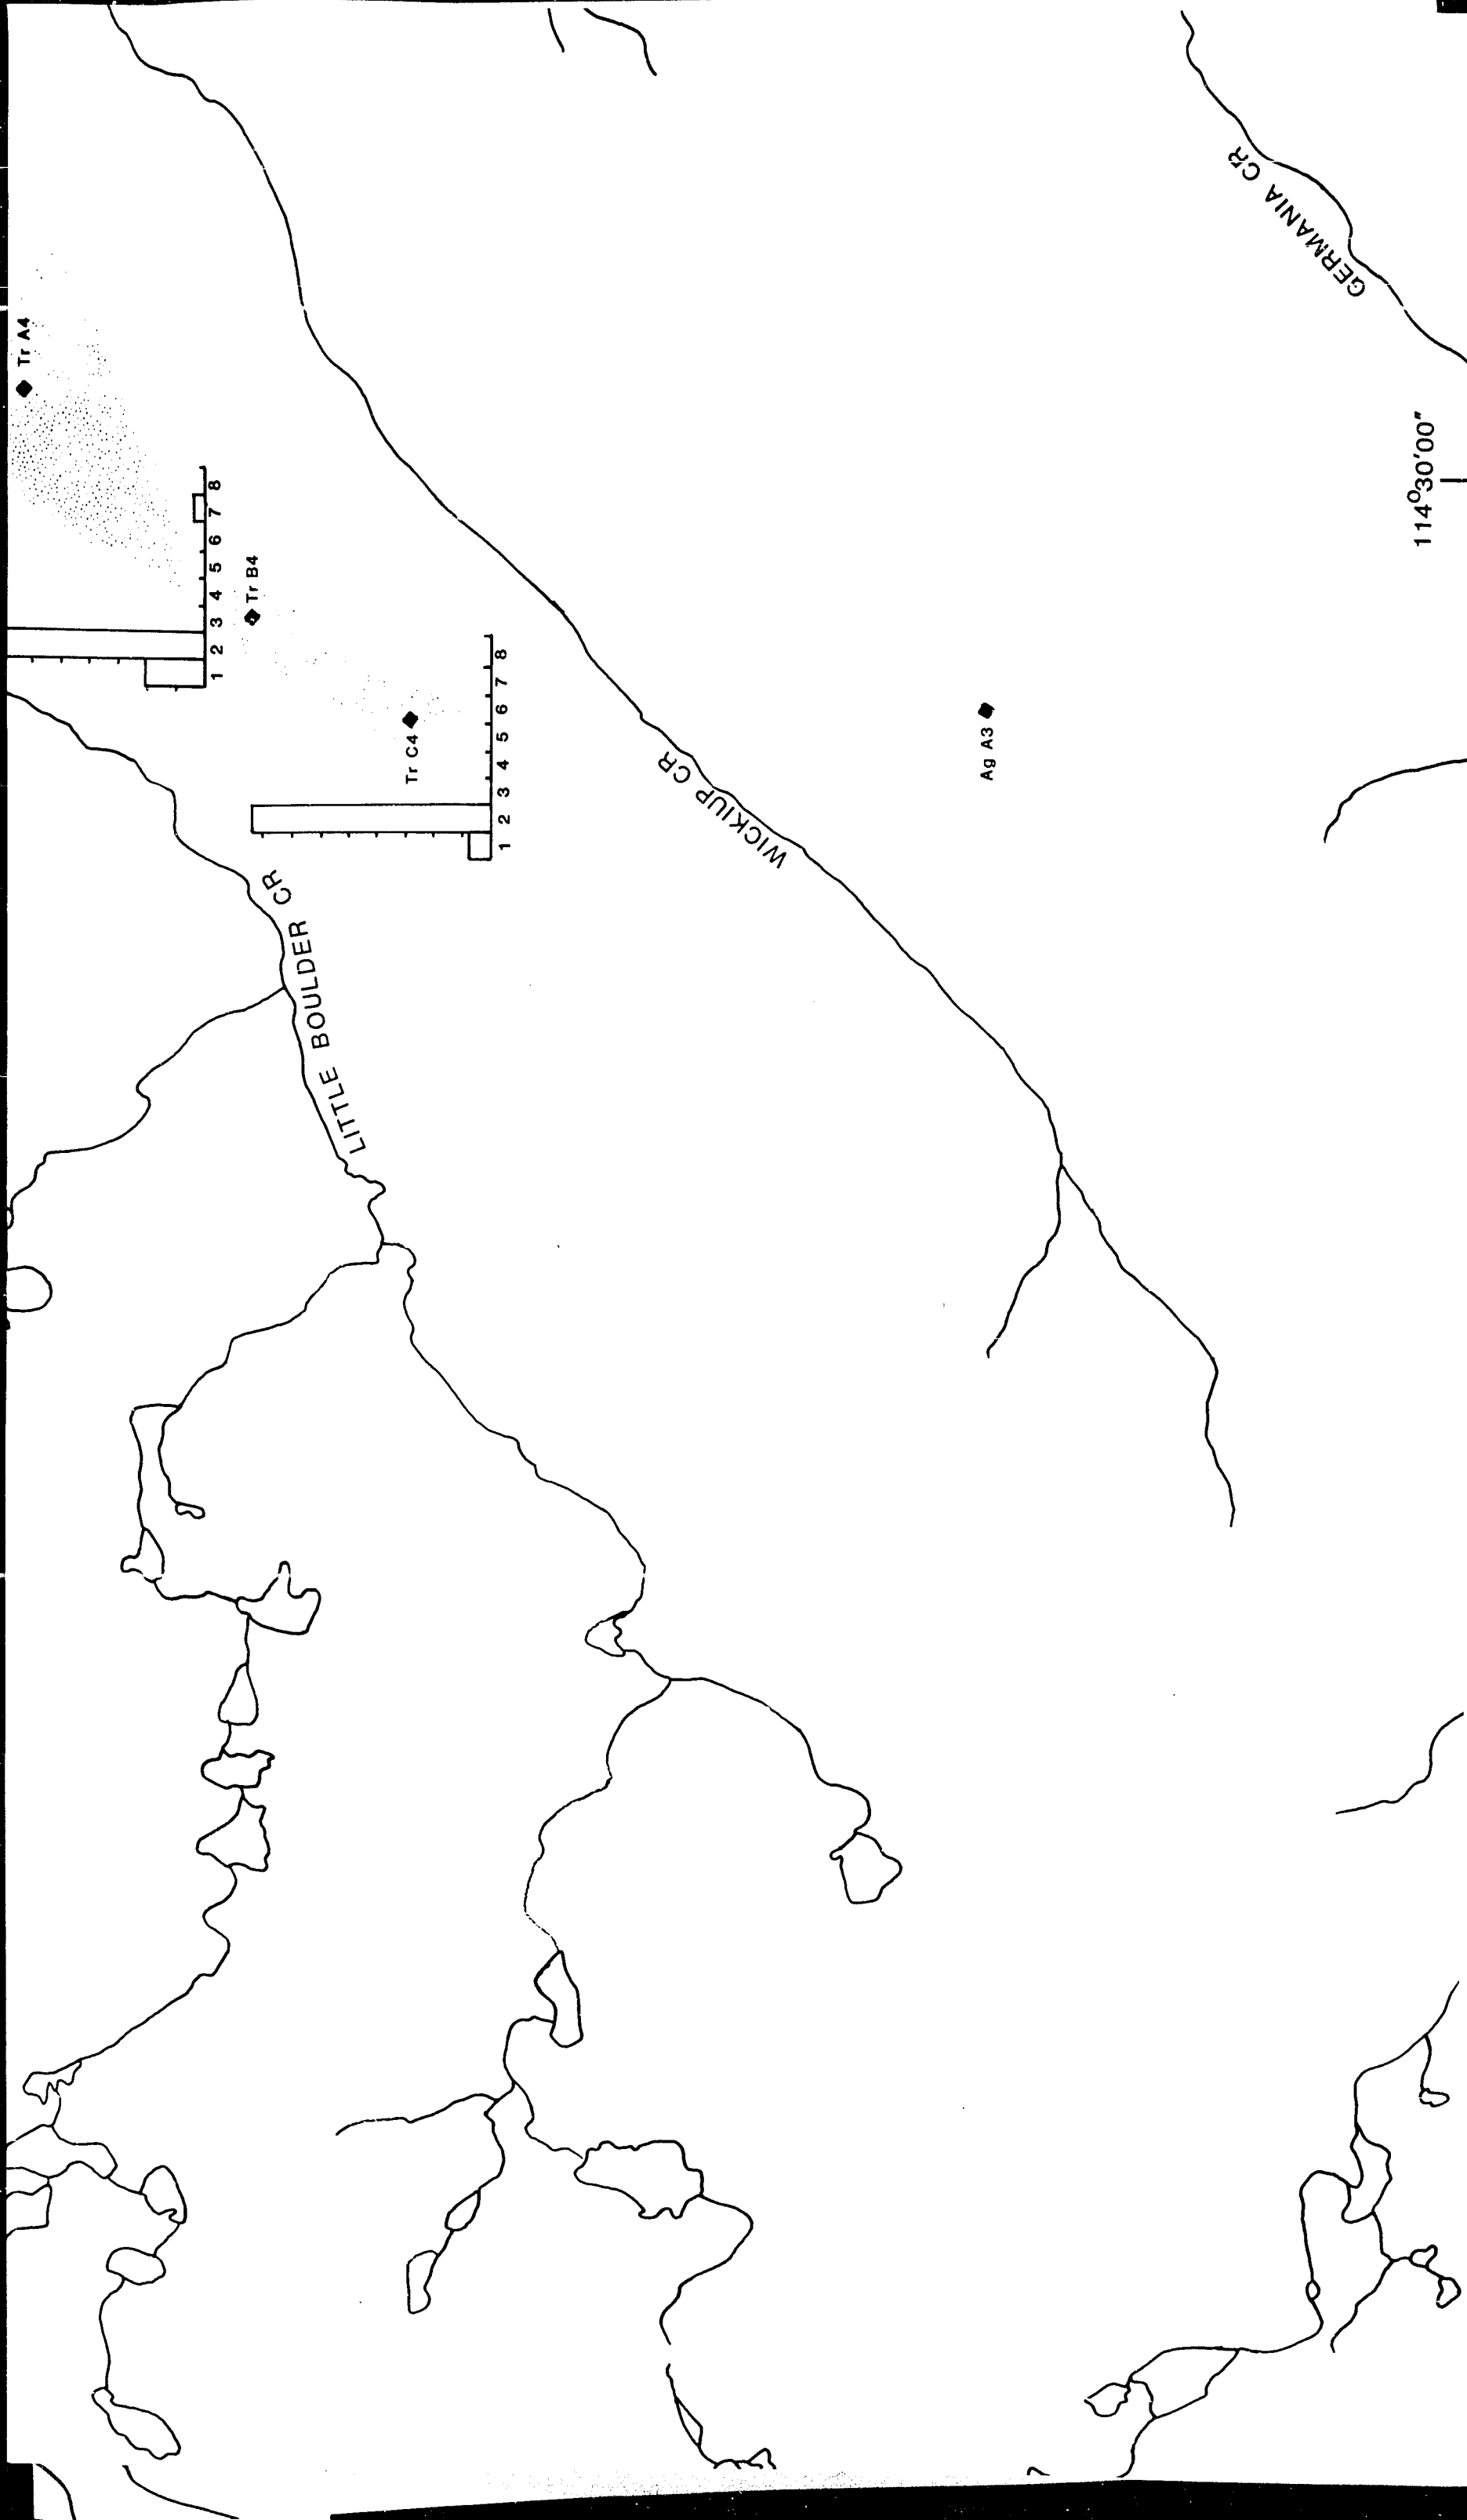 Tr A4
1 2 3 4 5 6 7 8
Tr B4
Tr C4
1 2 3 4 5 6 7 8
LITTLE BOULDER CR
WICKIUP CR
Ag A3
GERMANIA CR
114°30'00"